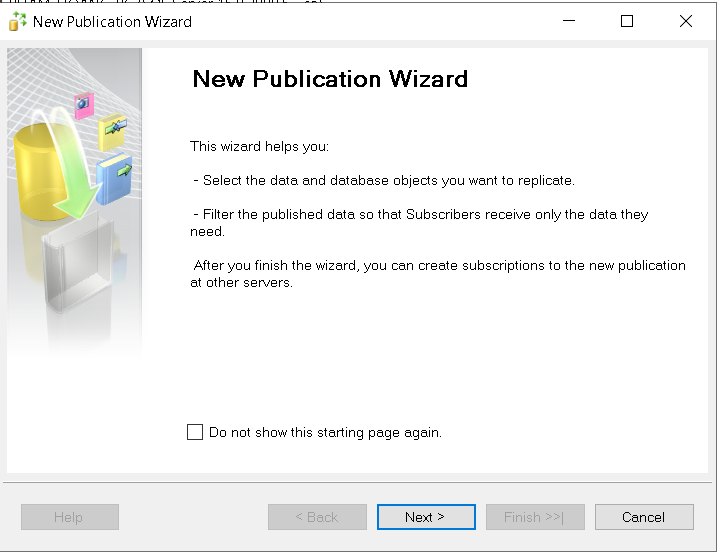 New Publication Wizard
New Publication Wizard
This wizard helps you:
- Select the data and database objects you want to replicate.
- Filter the published data so that Subscribers receive only the data they
need.
After you finish the wizard, you can create subscriptions to the new publication
at other servers.
Do not show this starting page again.
Help
< Back
Next >
Finish >>|
Cancel